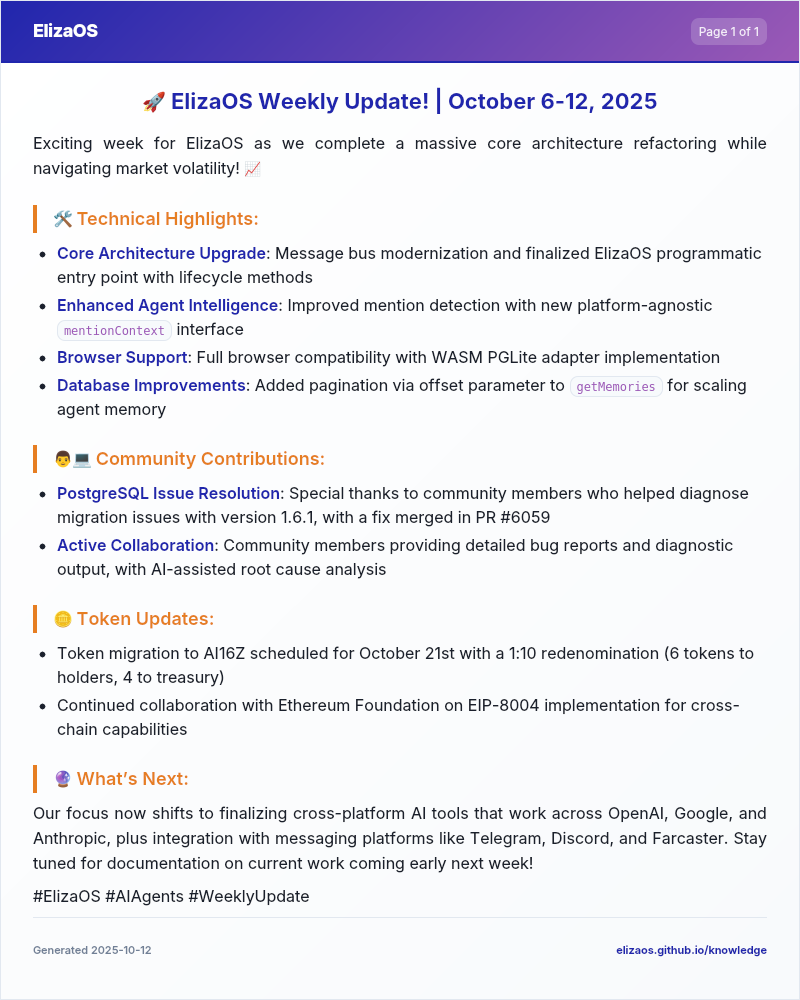 ElizaOS
Page 1 of 1
🚀 ElizaOS Weekly Update! | October 6-12, 2025
Exciting week for ElizaOS as we complete a massive core architecture refactoring while
navigating market volatility! 📈
🛠️ Technical Highlights:
• Core Architecture Upgrade: Message bus modernization and finalized ElizaOS programmatic
entry point with lifecycle methods
• Enhanced Agent Intelligence: Improved mention detection with new platform-agnostic
mentionContext interface
• Browser Support: Full browser compatibility with WASM PGLite adapter implementation
• Database Improvements: Added pagination via offset parameter to getMemories for scaling
agent memory
👨💻 Community Contributions:
• PostgreSQL Issue Resolution: Special thanks to community members who helped diagnose
migration issues with version 1.6.1, with a fix merged in PR #6059
• Active Collaboration: Community members providing detailed bug reports and diagnostic
output, with AI-assisted root cause analysis
🪙 Token Updates:
• Token migration to AI16Z scheduled for October 21st with a 1:10 redenomination (6 tokens to
holders, 4 to treasury)
• Continued collaboration with Ethereum Foundation on EIP-8004 implementation for cross-
chain capabilities
🔮 What’s Next:
Our focus now shifts to finalizing cross-platform AI tools that work across OpenAI, Google, and
Anthropic, plus integration with messaging platforms like Telegram, Discord, and Farcaster. Stay
tuned for documentation on current work coming early next week!
#ElizaOS #AIAgents #WeeklyUpdate
Generated 2025-10-12
elizaos.github.io/knowledge